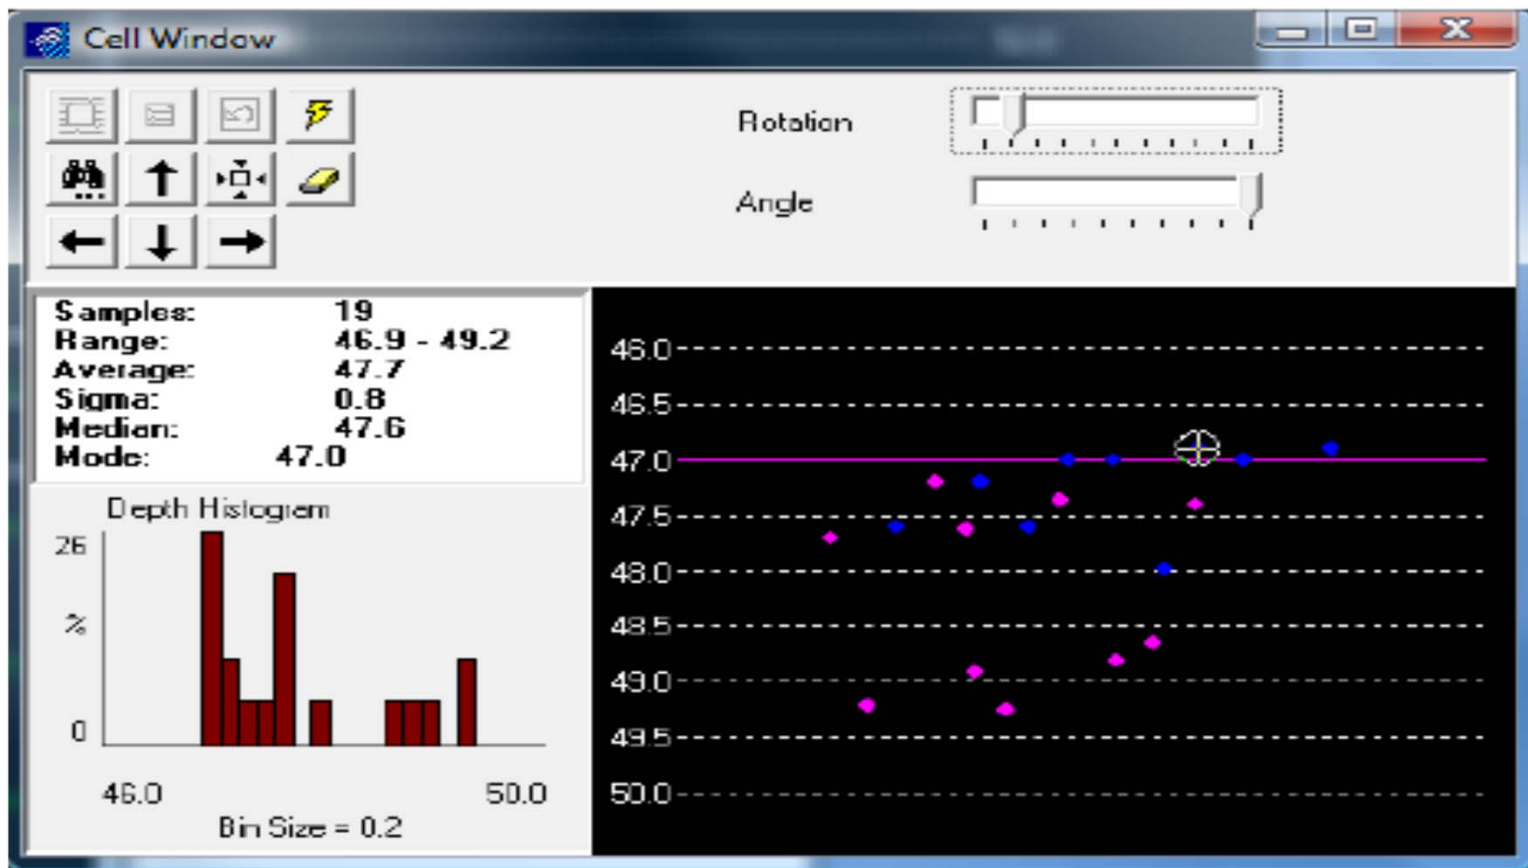 Cell Window
Rotation
Angle
Samples: 19
Range: 46.9 - 49.2
Average: 47.7
Sigma: 0.8
Median: 47.6
Mode: 47.0
Depth Histogram
26
%
0
46.0 50.0
Bin Size = 0.2
46.0
46.5
47.0
47.5
48.0
48.5
49.0
49.5
50.0